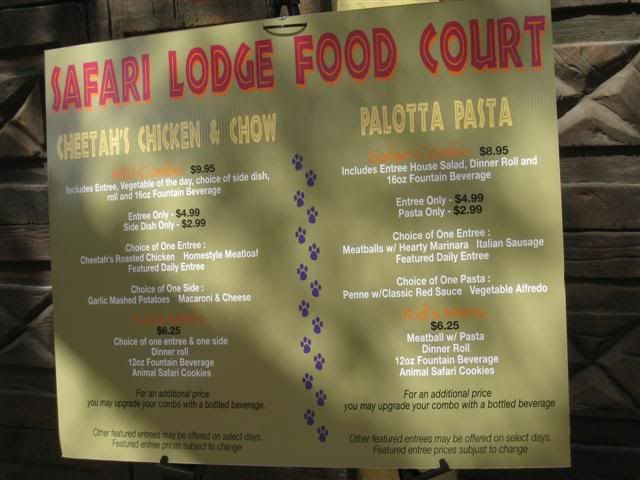 SAFARI LODGE FOOD COURT
CHEETAH'S CHICKEN & CHOW
Wild Combo $9.95
Includes Entree, Vegetable of the day, choice of side dish,
roll and 16oz Fountain Beverage
Entree Only - $4.99
Side Dish Only - $2.99
Choice of One Entree :
Cheetah's Roasted Chicken Homestyle Meatloaf
Featured Daily Entree
Choice of One Side :
Garlic Mashed Potatoes Macaroni & Cheese
Kid's Menu
$6.25
Choice of one entree & one side
Dinner roll
12oz Fountain Beverage
Animal Safari Cookies
For an additional price
you may upgrade your combo with a bottled beverage.
Other featured entrees may be offered on select days.
Featured entree prices subject to change
PALOTTA PASTA
Safari Combo $8.95
Includes Entree House Salad, Dinner Roll and
16oz Fountain Beverage
Entree Only - $4.99
Pasta Only - $2.99
Choice of One Entree :
Meatballs w/ Hearty Marinara Italian Sausage
Featured Daily Entree
Choice of One Pasta :
Penne w/Classic Red Sauce Vegetable Alfredo
Kid's Menu
$6.25
Meatball w/ Pasta
Dinner Roll
12oz Fountain Beverage
Animal Safari Cookies
For an additional price
you may upgrade your combo with a bottled beverage
Other featured entrees may be offered on select days.
Featured entree prices subjust to change